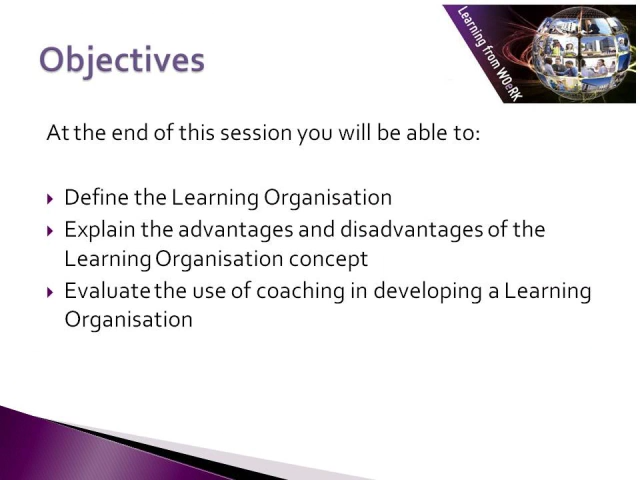 Learning from WOeRK
Objectives
At the end of this session you will be able to:
Define the Learning Organisation
Explain the advantages and disadvantages of the
Learning Organisation concept
Evaluate the use of coaching in developing a Learning
Organisation